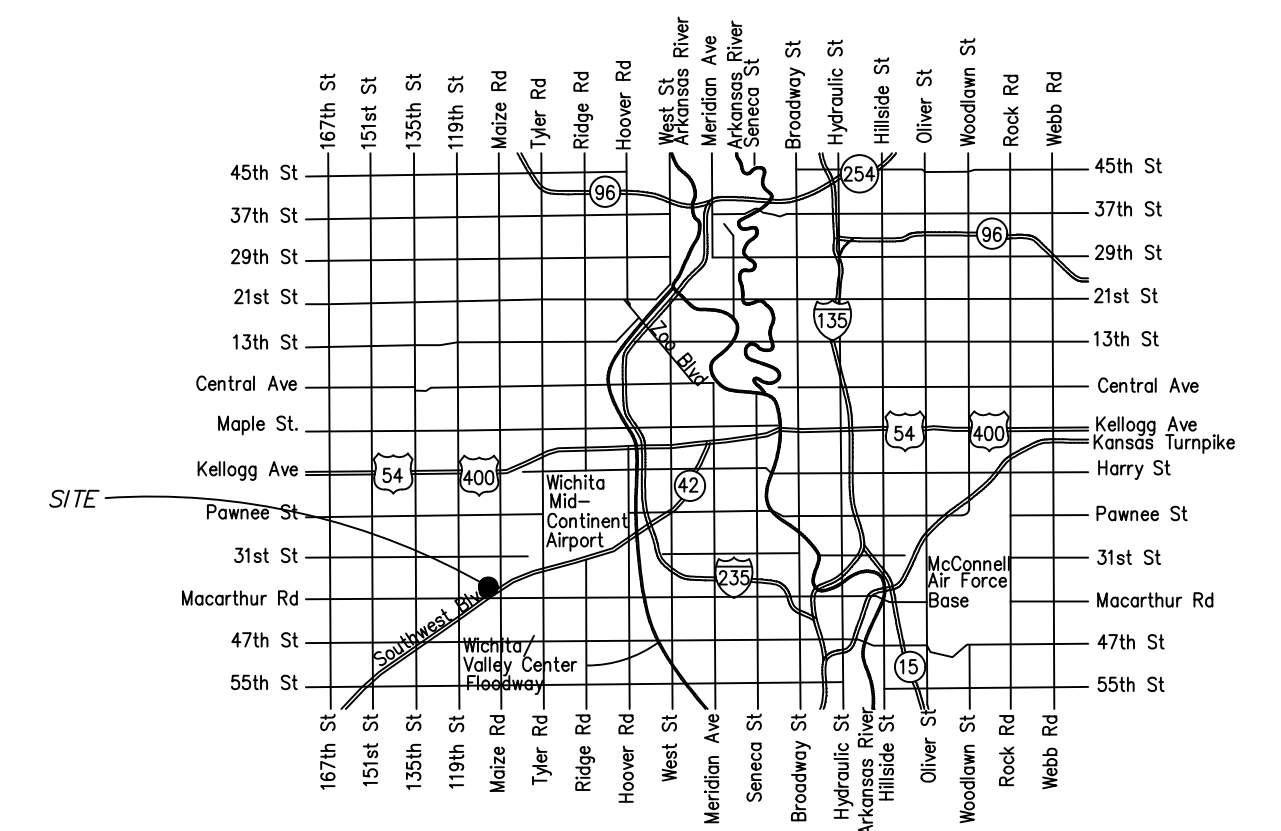 167th St
151st St
135th St
119th St
Maize Rd
Tyler Rd
Ridge Rd
Hoover Rd
West St
Arkansas River
Meridian Ave
Arkansas River
Seneca St
Broadway St
Hydraulic St
Hillside St
Oliver St
Woodlawn St
Rock Rd
Webb Rd
45th St
254
45th St
96
37th St
37th St
96
29th St
29th St
21st St
21st St
135
13th St
Zoo Blvd
13th St
Central Ave
Central Ave
Maple St.
54
400
Kellogg Ave
Kansas Turnpike
Kellogg Ave
54
400
Harry St
SITE
Wichita
Mid-
Continent
Airport
42
Pawnee St
Pawnee St
31st St
31st St
235
McConnell
Air Force
Base
Macarthur Rd
Macarthur Rd
Southwest Blvd
47th St
Wichita/
Valley Center
Floodway
47th St
15
55th St
55th St
167th St
151st St
135th St
119th St
Maize Rd
Tyler Rd
Ridge Rd
Hoover Rd
West St
Meridian Ave
Seneca St
Broadway St
Hydraulic St
Arkansas River
Hillside St
Oliver St
Woodlawn St
Rock Rd
Webb Rd